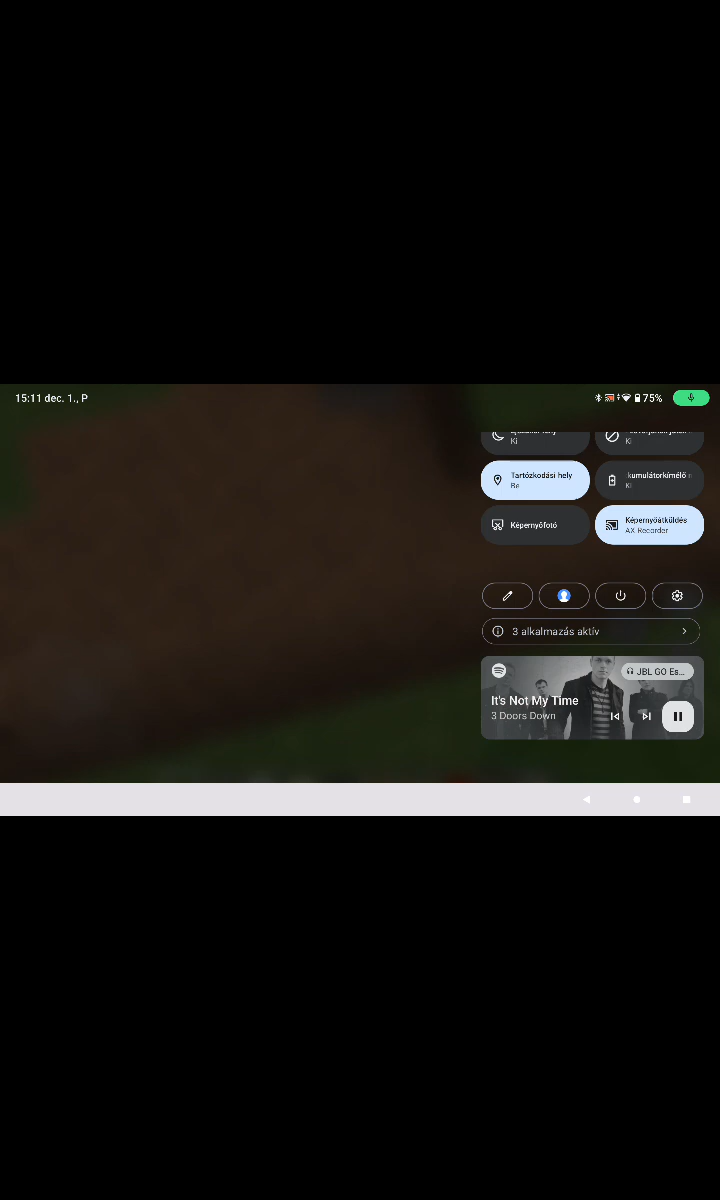 15:11 dec. 1., P
75%
Ki
Ki
Tartózkodási hely
Be
kumulátorkímélő
Ki
Képernyőfotó
Képernyőátküldés
AX Recorder
3 alkalmazás aktív
JBL GO Es...
It's Not My Time
3 Doors Down